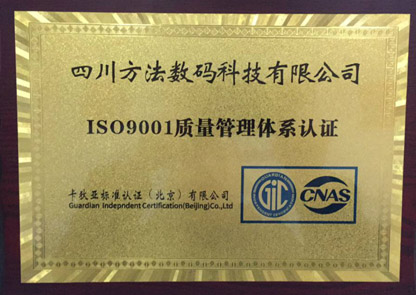 四川方法数码科技有限公司
ISO9001质量管理体系认证
卡狄亚标准认证（北京）有限公司
Guardian Indepndent Certification(Beijing)Co.,Ltd
GIC
CNAS